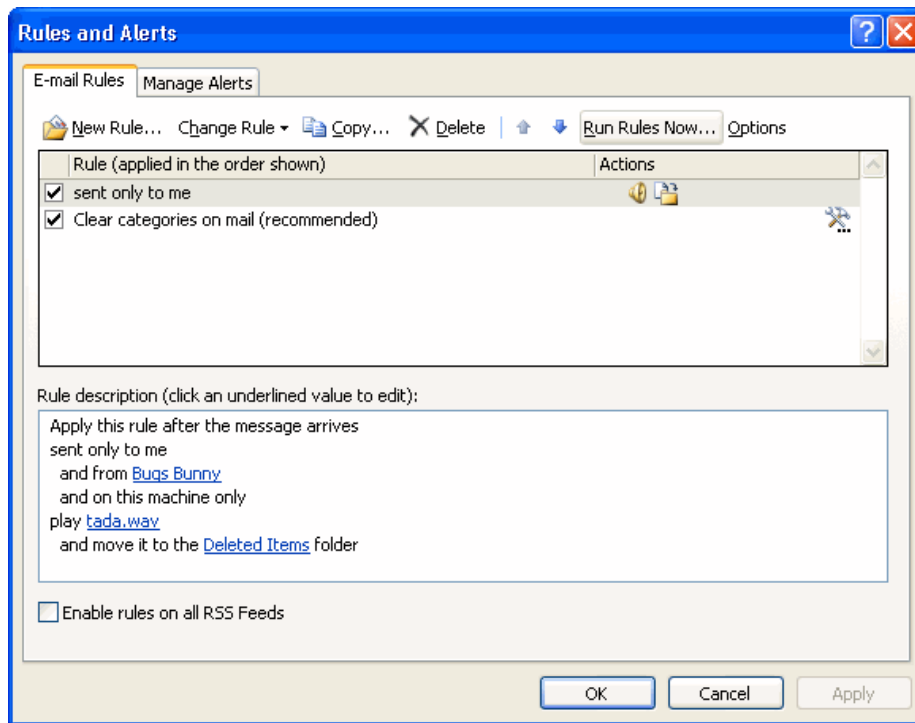 Rules and Alerts
E-mail Rules Manage Alerts
New Rule... Change Rule Copy... Delete Run Rules Now... Options
Rule (applied in the order shown) Actions
sent only to me
Clear categories on mail (recommended)
Rule description (click an underlined value to edit):
Apply this rule after the message arrives
sent only to me
and from Bugs Bunny
and on this machine only
play tada.wav
and move it to the Deleted Items folder
Enable rules on all RSS Feeds
OK Cancel Apply